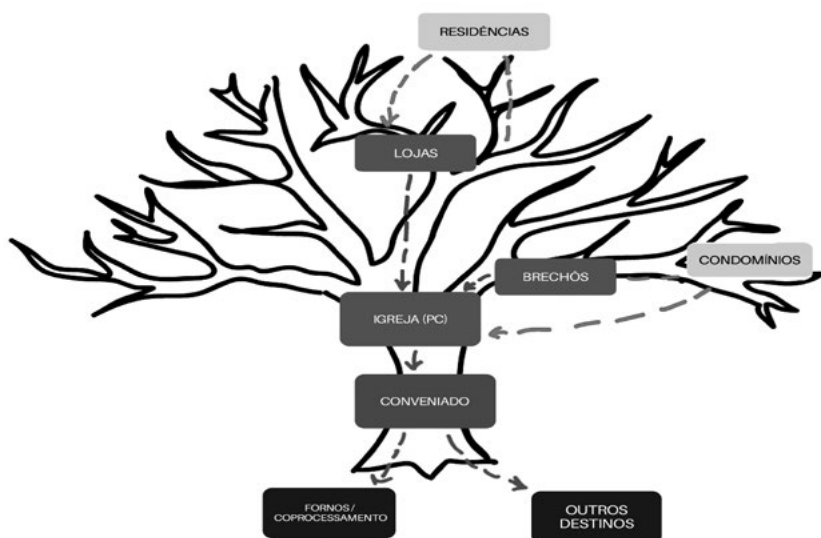 RESIDÊNCIAS
LOJAS
CONDOMÍNIOS
BRECHÓS
IGREJA (PC)
CONVENIADO
FORNOS /
COPROCESSAMENTO
OUTROS
DESTINOS